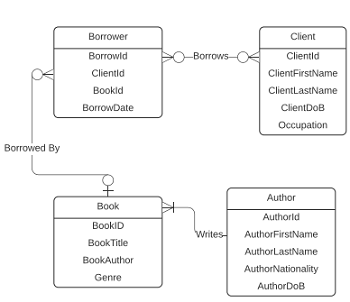 Borrower
BorrowId
ClientId
BookId
BorrowDate
Borrows
Client
ClientId
ClientFirstName
ClientLastName
ClientDoB
Occupation
Borrowed By
Book
BookID
BookTitle
BookAuthor
Genre
Writes
Author
AuthorId
AuthorFirstName
AuthorLastName
AuthorNationality
AuthorDoB